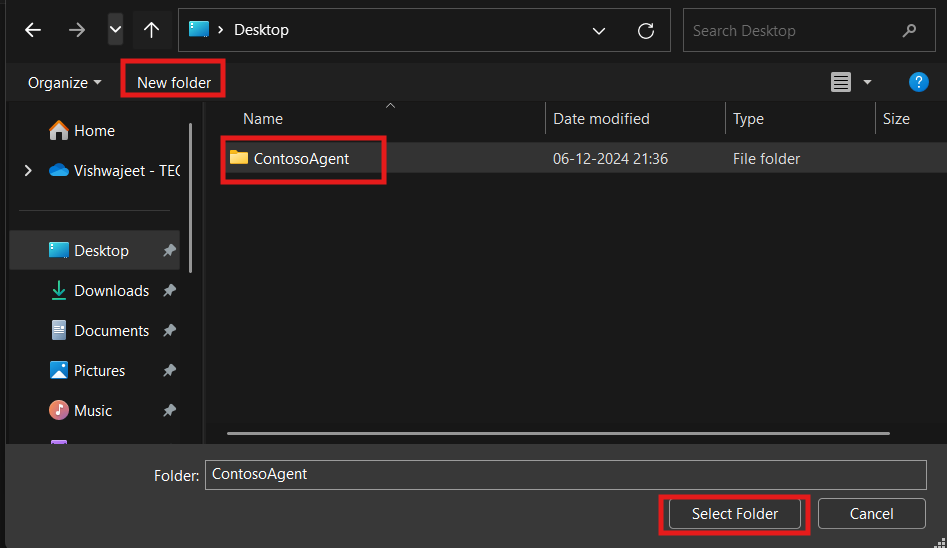 Desktop
Search Desktop
Organize
New folder
?
Name
Date modified
Type
Size
Home
ContosoAgent
06-12-2024 21:36
File folder
Vishwajeet - TEC
Desktop
Downloads
Documents
Pictures
Music
Folder:
ContosoAgent
Select Folder
Cancel